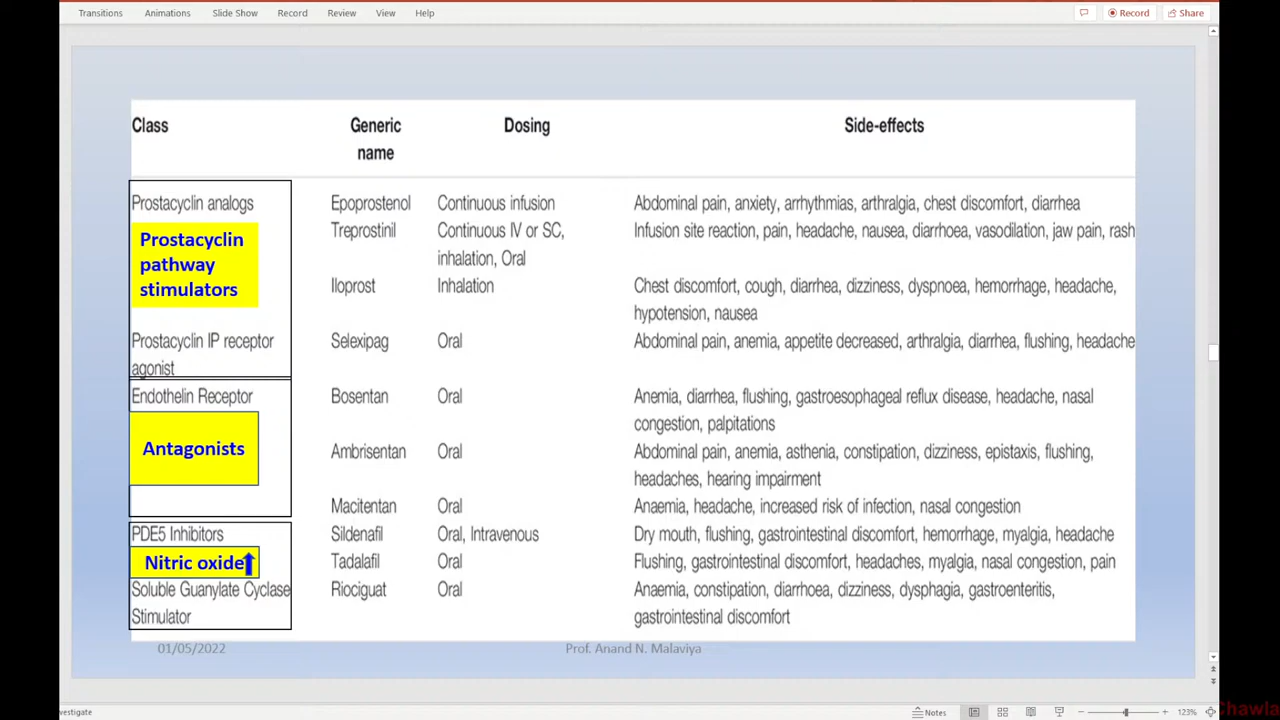 Transitions Animations Slide Show Record Review View Help Record Share
Class Generic name Dosing Side-effects
Prostacyclin analogs Epoprostenol Continuous infusion Abdominal pain, anxiety, arrhythmias, arthralgia, chest discomfort, diarrhea
Prostacyclin pathway stimulators
Treprostinil Continuous IV or SC, inhalation, Oral Infusion site reaction, pain, headache, nausea, diarrhoea, vasodilation, jaw pain, rash
Iloprost Inhalation Chest discomfort, cough, diarrhea, dizziness, dyspnoea, hemorrhage, headache,
hypotension, nausea
Prostacyclin IP receptor agonist Selexipag Oral Abdominal pain, anemia, appetite decreased, arthralgia, diarrhea, flushing, headache
Endothelin Receptor Bosentan Oral Anemia, diarrhea, flushing, gastroesophageal reflux disease, headache, nasal
congestion, palpitations
Antagonists
Ambrisentan Oral Abdominal pain, anemia, asthenia, constipation, dizziness, epistaxis, flushing,
headaches, hearing impairment
Macitentan Oral Anaemia, headache, increased risk of infection, nasal congestion
PDE5 Inhibitors Sildenafil Oral, Intravenous Dry mouth, flushing, gastrointestinal discomfort, hemorrhage, myalgia, headache
Nitric oxide Tadalafil Oral Flushing, gastrointestinal discomfort, headaches, myalgia, nasal congestion, pain
Soluble Guanylate Cyclase Stimulator Riociguat Oral Anaemia, constipation, diarrhoea, dizziness, dysphagia, gastroenteritis,
gastrointestinal discomfort
01/05/2022 Prof. Anand N. Malaviya
vestigate Notes 123%